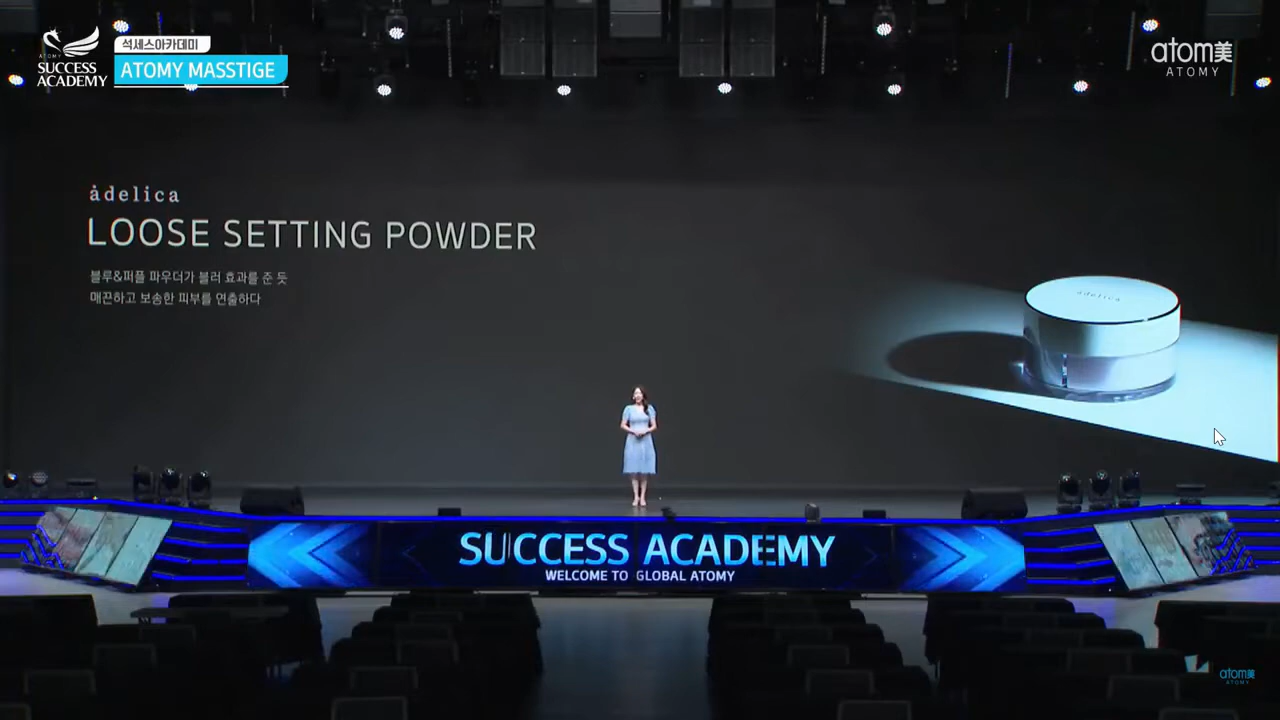 ATOMY
SUCCESS
ACADEMY
석세스아카데미
ATOMY MASSTIGE
atom美
ATOMY
ådelica
LOOSE SETTING POWDER
블루&퍼플 파우더가 블러 효과를 준 듯
매끈하고 보송한 피부를 연출하다
ådelica
SUCCESS ACADEMY
WELCOME TO GLOBAL ATOMY
atom美
ATOMY